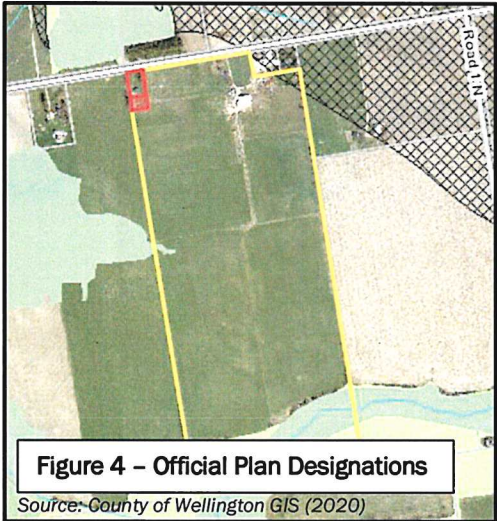 Road 1 N
Figure 4 – Official Plan Designations
Source: County of Wellington GIS (2020)